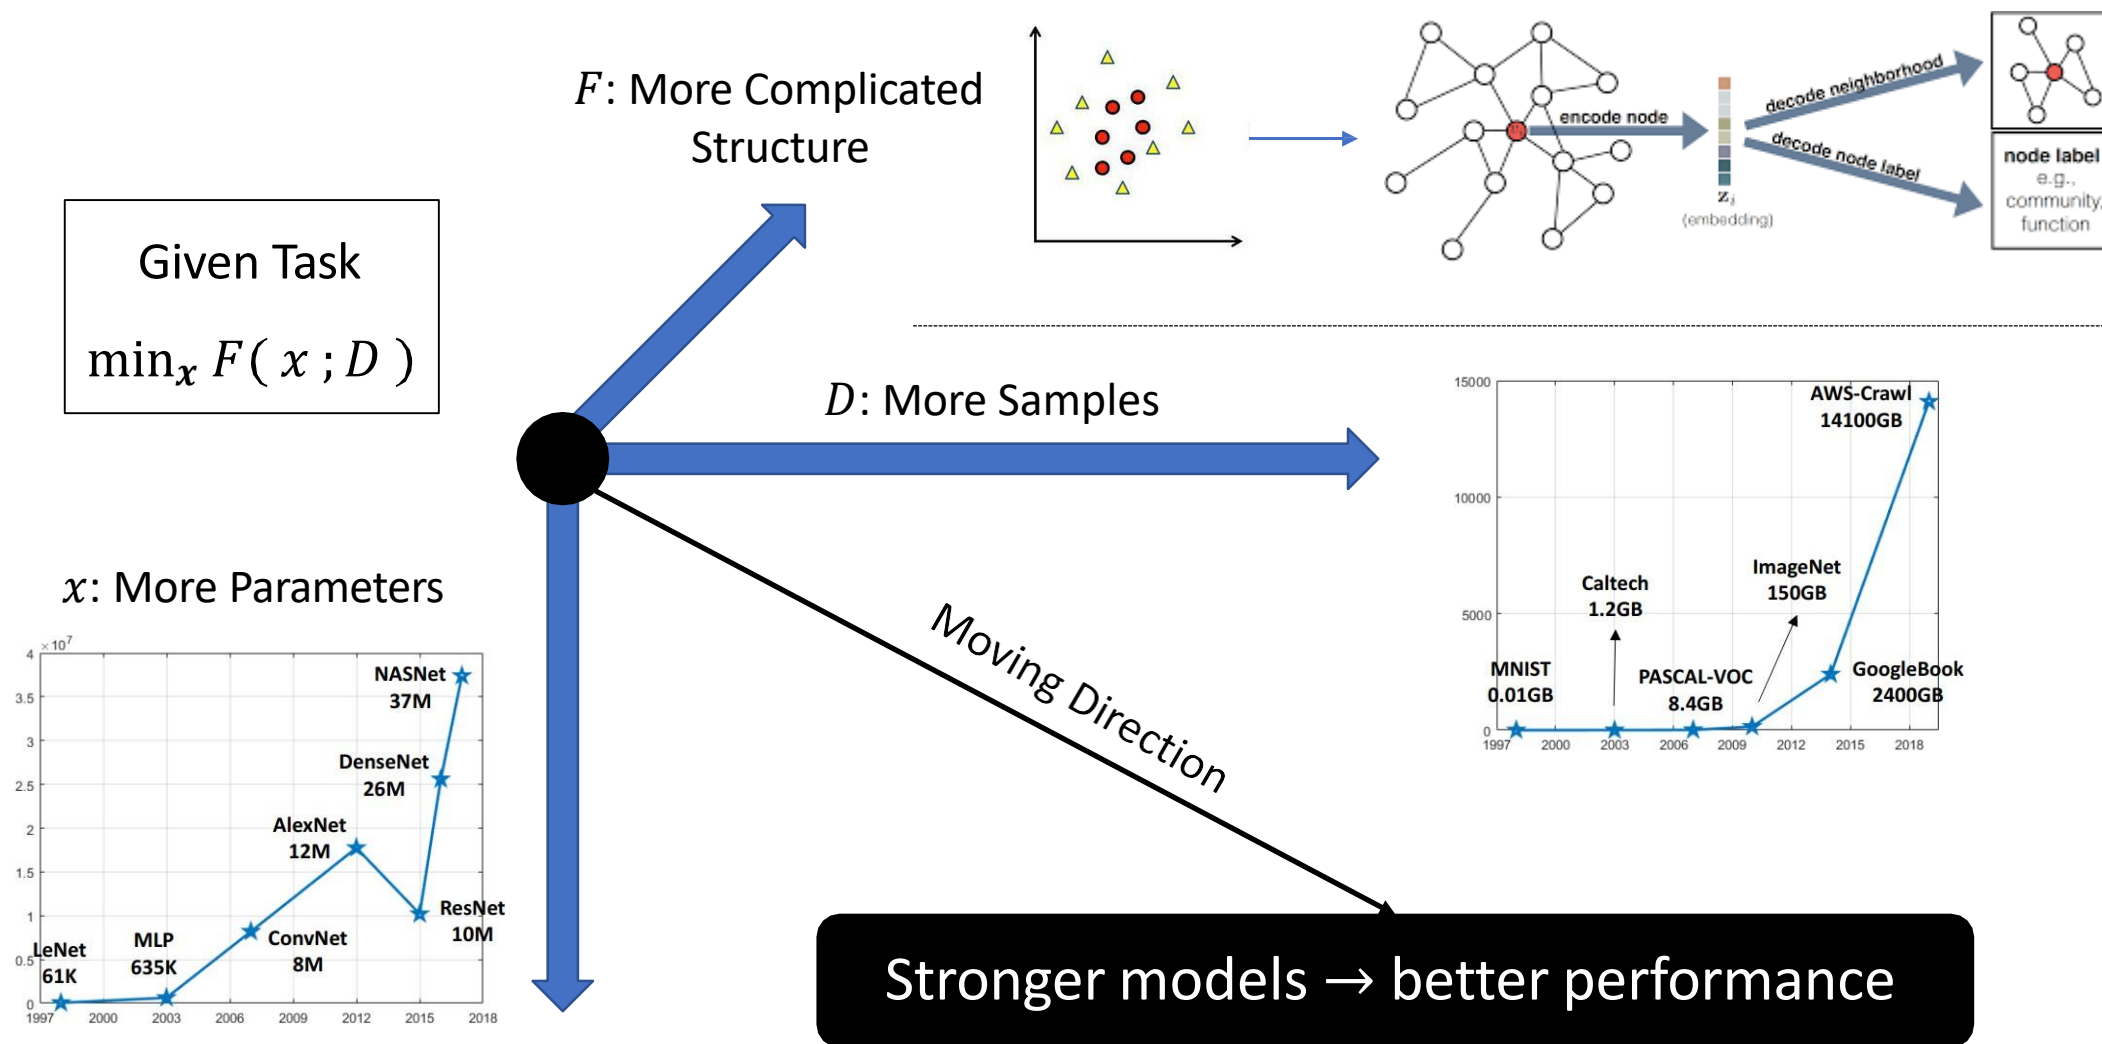 F: More Complicated
Structure
encode node
z_i
(embedding)
decode neighborhood
decode node label
node label
e.g.,
community,
function
Given Task
min_x F( x ; D )
D: More Samples
15000
10000
5000
0
1997 2000 2003 2006 2009 2012 2015 2018
MNIST
0.01GB
Caltech
1.2GB
PASCAL-VOC
8.4GB
ImageNet
150GB
GoogleBook
2400GB
AWS-Crawl
14100GB
x: More Parameters
×10^7
4
3.5
3
2.5
2
1.5
1
0.5
0
1997 2000 2003 2006 2009 2012 2015 2018
LeNet
61K
MLP
635K
ConvNet
8M
AlexNet
12M
ResNet
10M
DenseNet
26M
NASNet
37M
Moving Direction
Stronger models → better performance